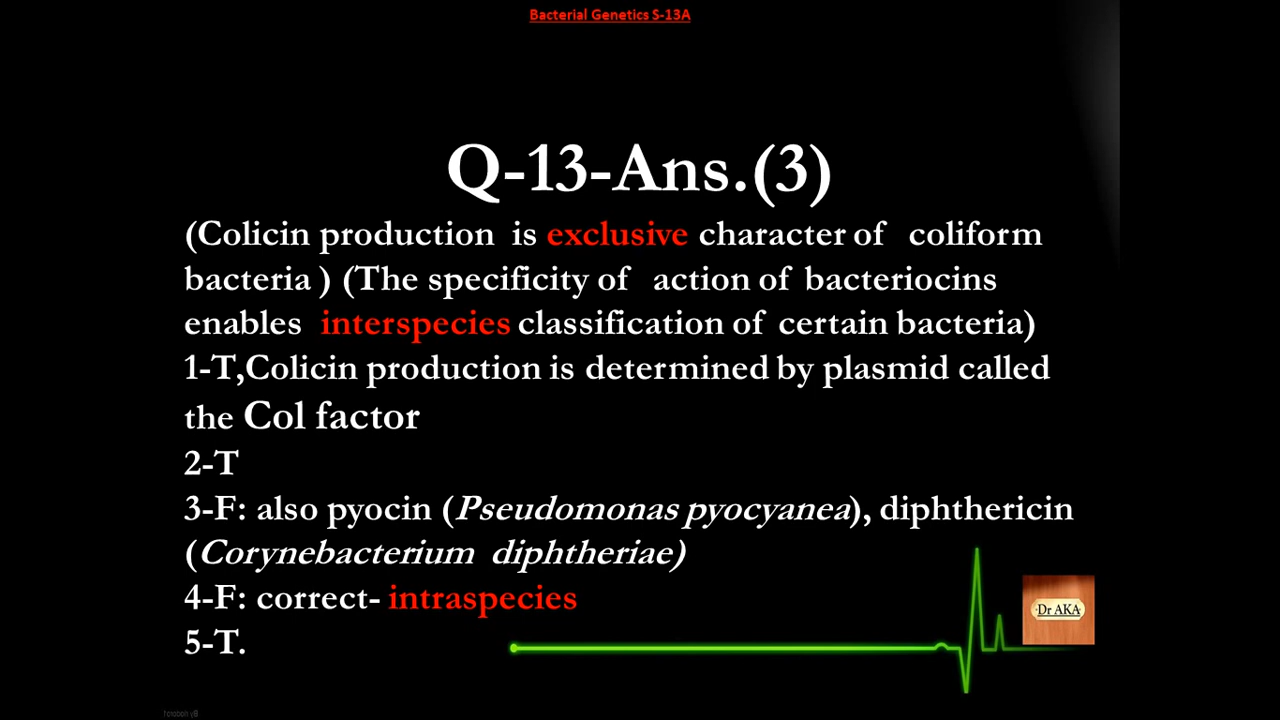 Bacterial Genetics S-13A
Q-13-Ans.(3)
(Colicin production is exclusive character of coliform
bacteria ) (The specificity of action of bacteriocins
enables interspecies classification of certain bacteria)
1-T,Colicin production is determined by plasmid called
the Col factor
2-T
3-F: also pyocin (Pseudomonas pyocyanea), diphthericin
(Corynebacterium diphtheriae)
4-F: correct- intraspecies
5-T.
Dr AKA